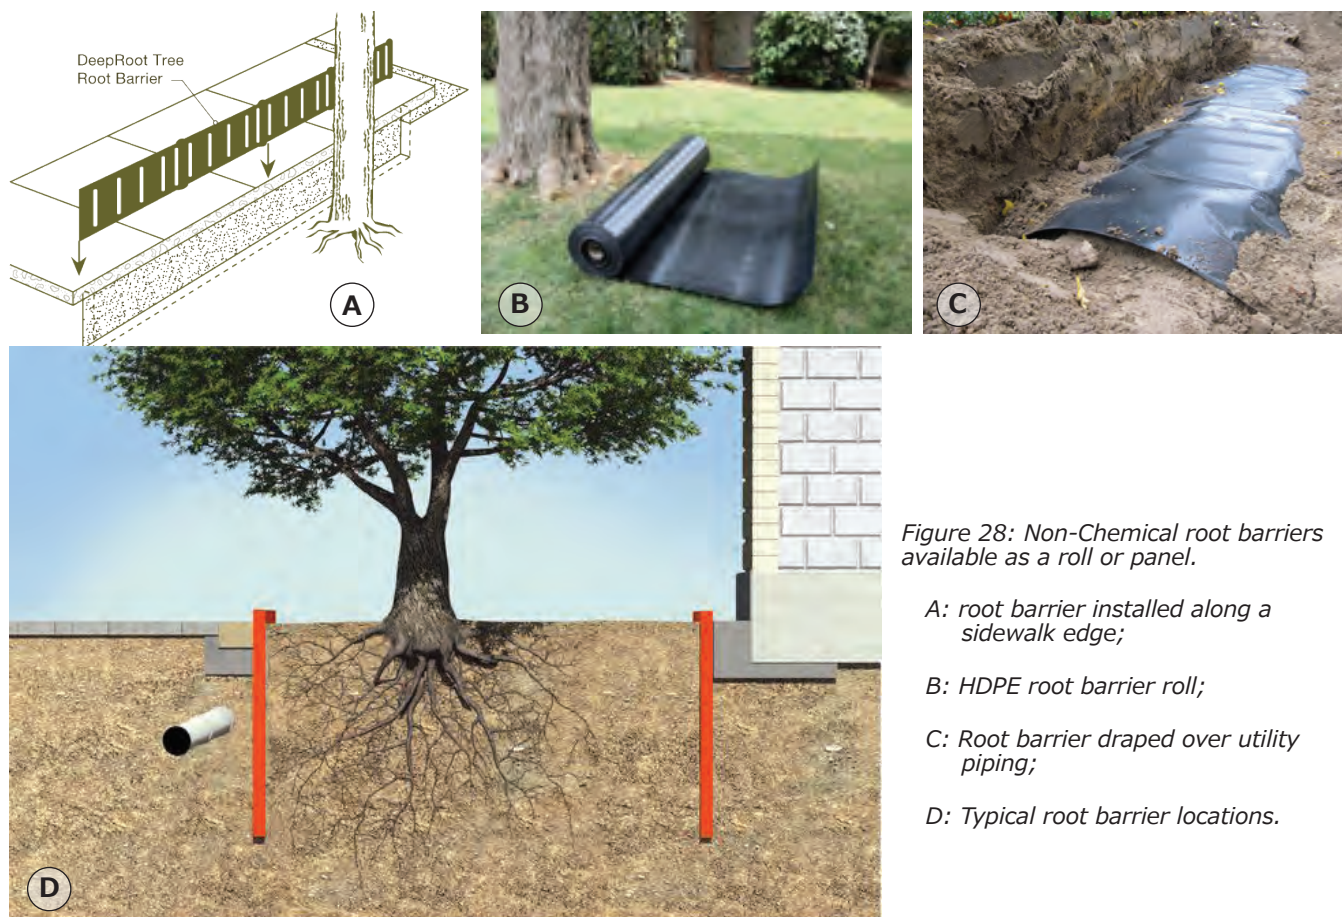 DeepRoot Tree
Root Barrier
A
B
C
D
Figure 28: Non-Chemical root barriers
available as a roll or panel.
A: root barrier installed along a
sidewalk edge;
B: HDPE root barrier roll;
C: Root barrier draped over utility
piping;
D: Typical root barrier locations.